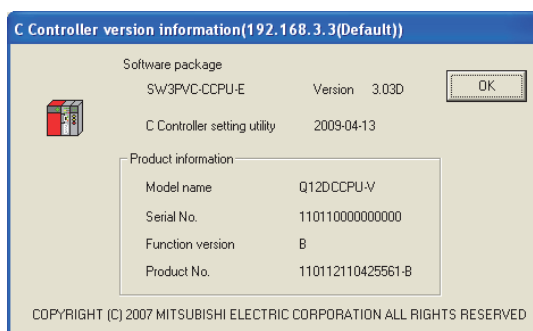 C Controller version information(192.168.3.3(Default))
Software package
SW3PVC-CCPU-E Version 3.03D
OK
C Controller setting utility 2009-04-13
Product information
Model name Q12DCCPU-V
Serial No. 110110000000000
Function version B
Product No. 110112110425561-B
COPYRIGHT (C) 2007 MITSUBISHI ELECTRIC CORPORATION ALL RIGHTS RESERVED